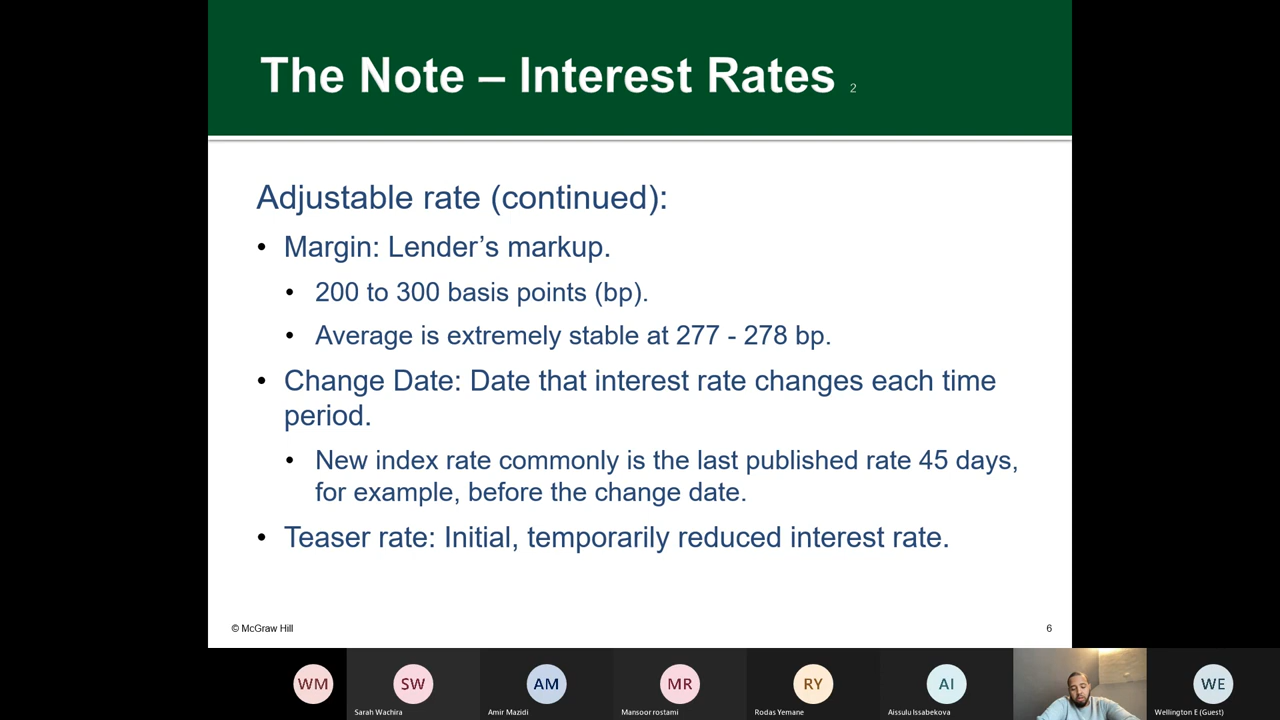 The Note – Interest Rates 2
Adjustable rate (continued):
• Margin: Lender’s markup.
• 200 to 300 basis points (bp).
• Average is extremely stable at 277 - 278 bp.
• Change Date: Date that interest rate changes each time
period.
• New index rate commonly is the last published rate 45 days,
for example, before the change date.
• Teaser rate: Initial, temporarily reduced interest rate.
© McGraw Hill
6
WM
SW
AM
MR
RY
AI
WE
Sarah Wachira
Amir Mazidi
Mansoor rostami
Rodas Yemane
Aissulu Issabekova
Wellington E (Guest)